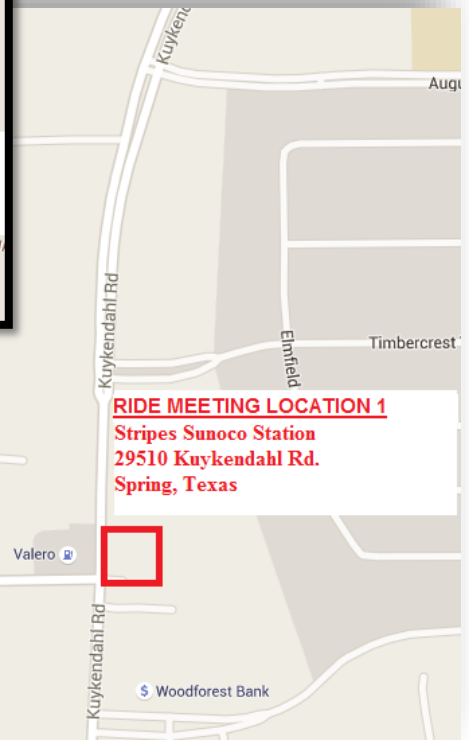 Kuykend
Augu
Kuykendahl Rd
Elmfield
Timbercrest
RIDE MEETING LOCATION 1
Stripes Sunoco Station
29510 Kuykendahl Rd.
Spring, Texas
Valero
Kuykendahl Rd
$ Woodforest Bank